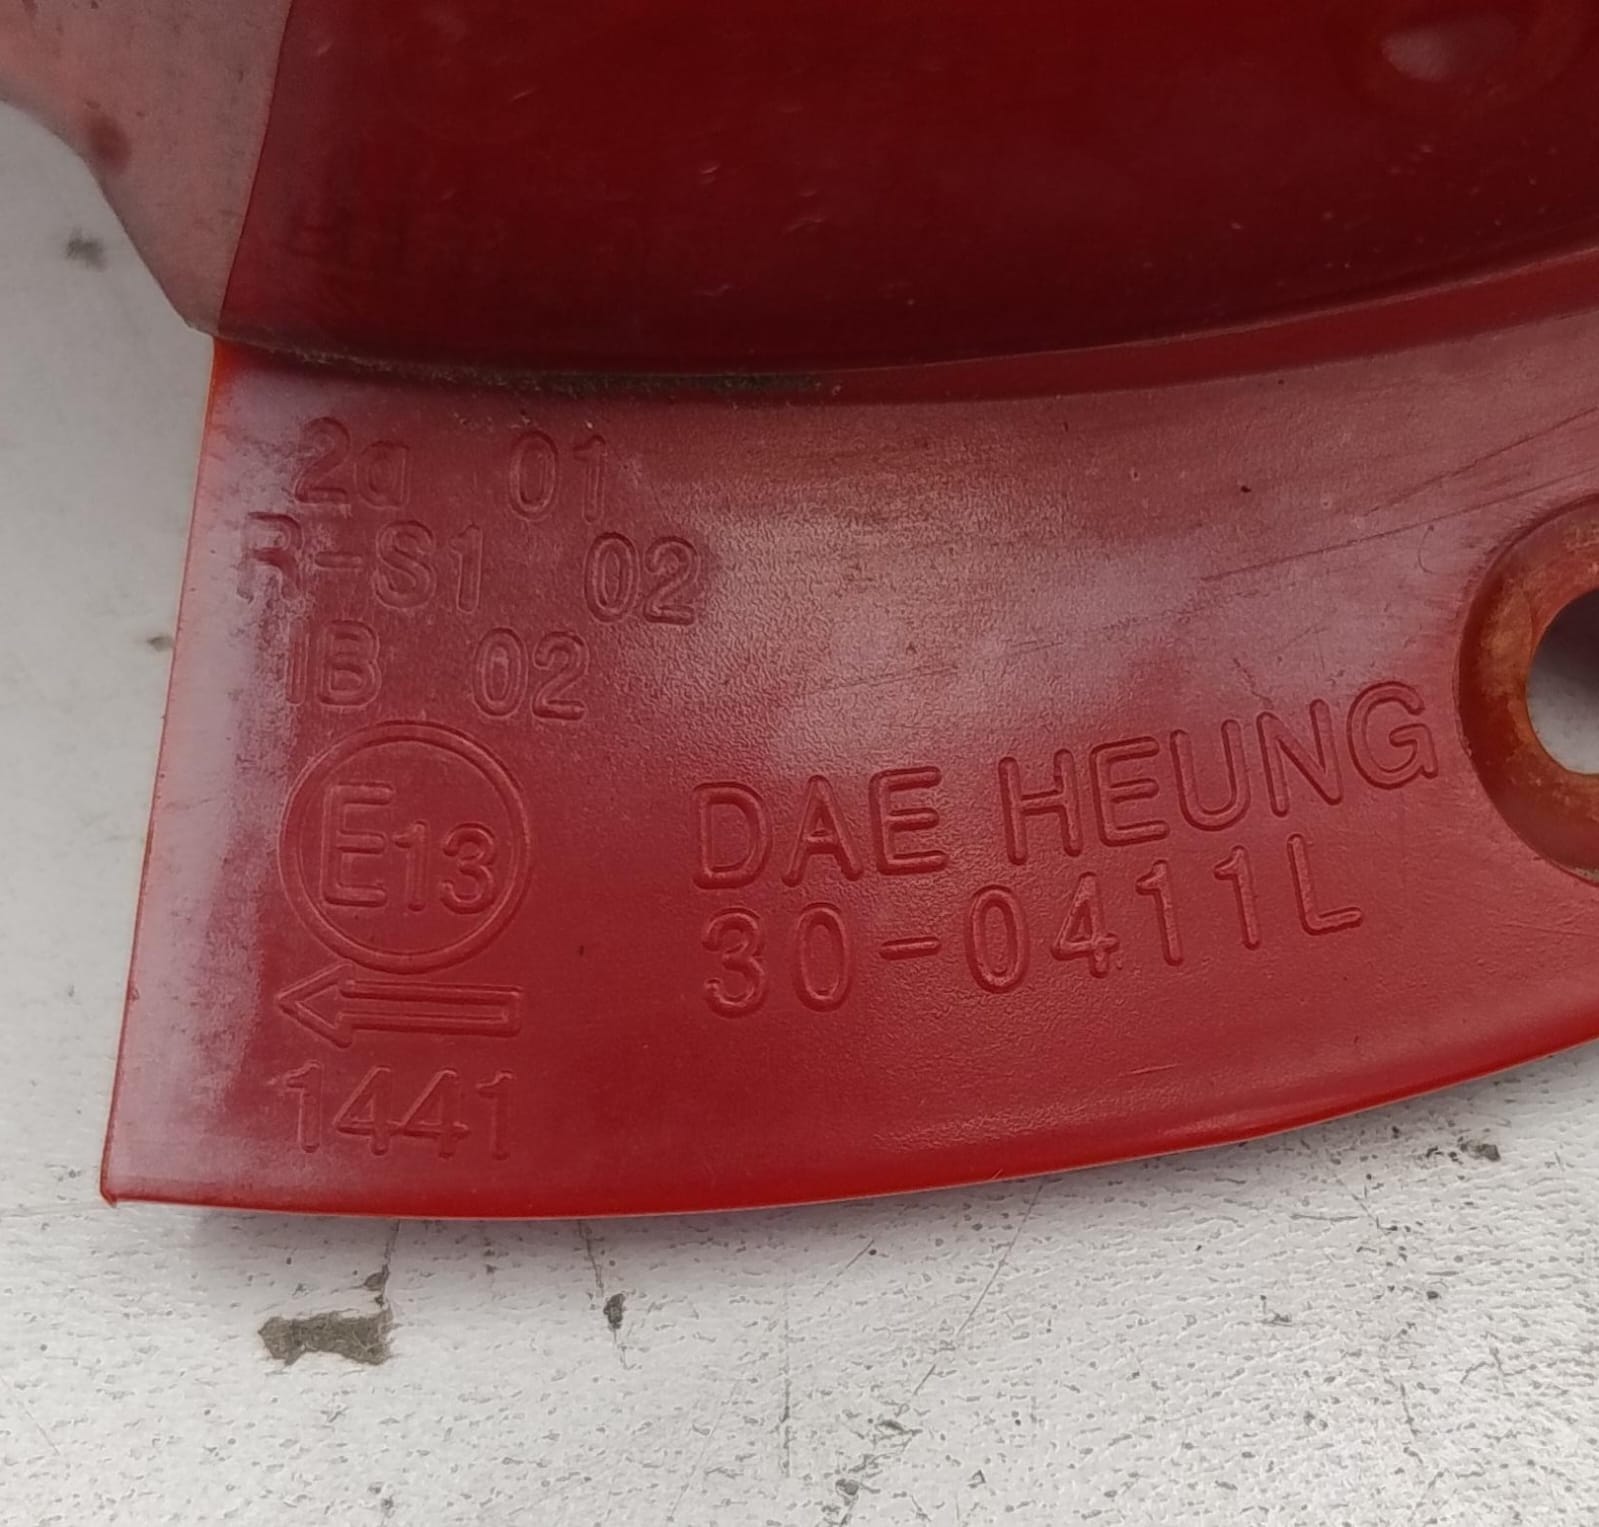 2a 01
R-S1 02
1B 02
E13
1441
DAE HEUNG
30-0411L